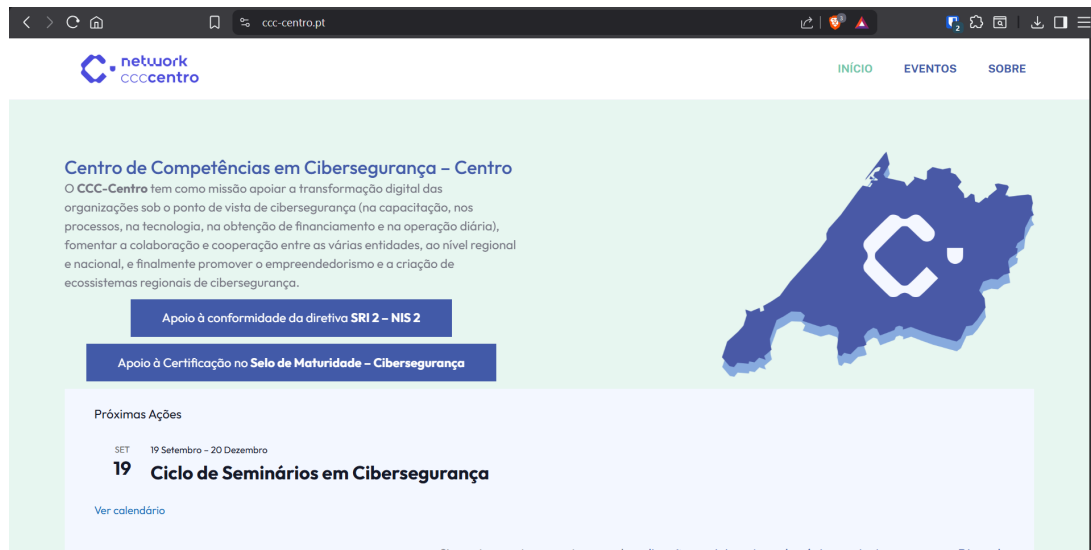 ccc-centro.pt
2
network
ccccentro
INÍCIO
EVENTOS
SOBRE
Centro de Competências em Cibersegurança – Centro
O CCC-Centro tem como missão apoiar a transformação digital das
organizações sob o ponto de vista de cibersegurança (na capacitação, nos
processos, na tecnologia, na obtenção de financiamento e na operação diária),
fomentar a colaboração e cooperação entre as várias entidades, ao nível regional
e nacional, e finalmente promover o empreendedorismo e a criação de
ecossistemas regionais de cibersegurança.
Apoio à conformidade da diretiva SRI 2 – NIS 2
Apoio à Certificação no Selo de Maturidade – Cibersegurança
Próximas Ações
SET
19
19 Setembro - 20 Dezembro
Ciclo de Seminários em Cibersegurança
Ver calendário